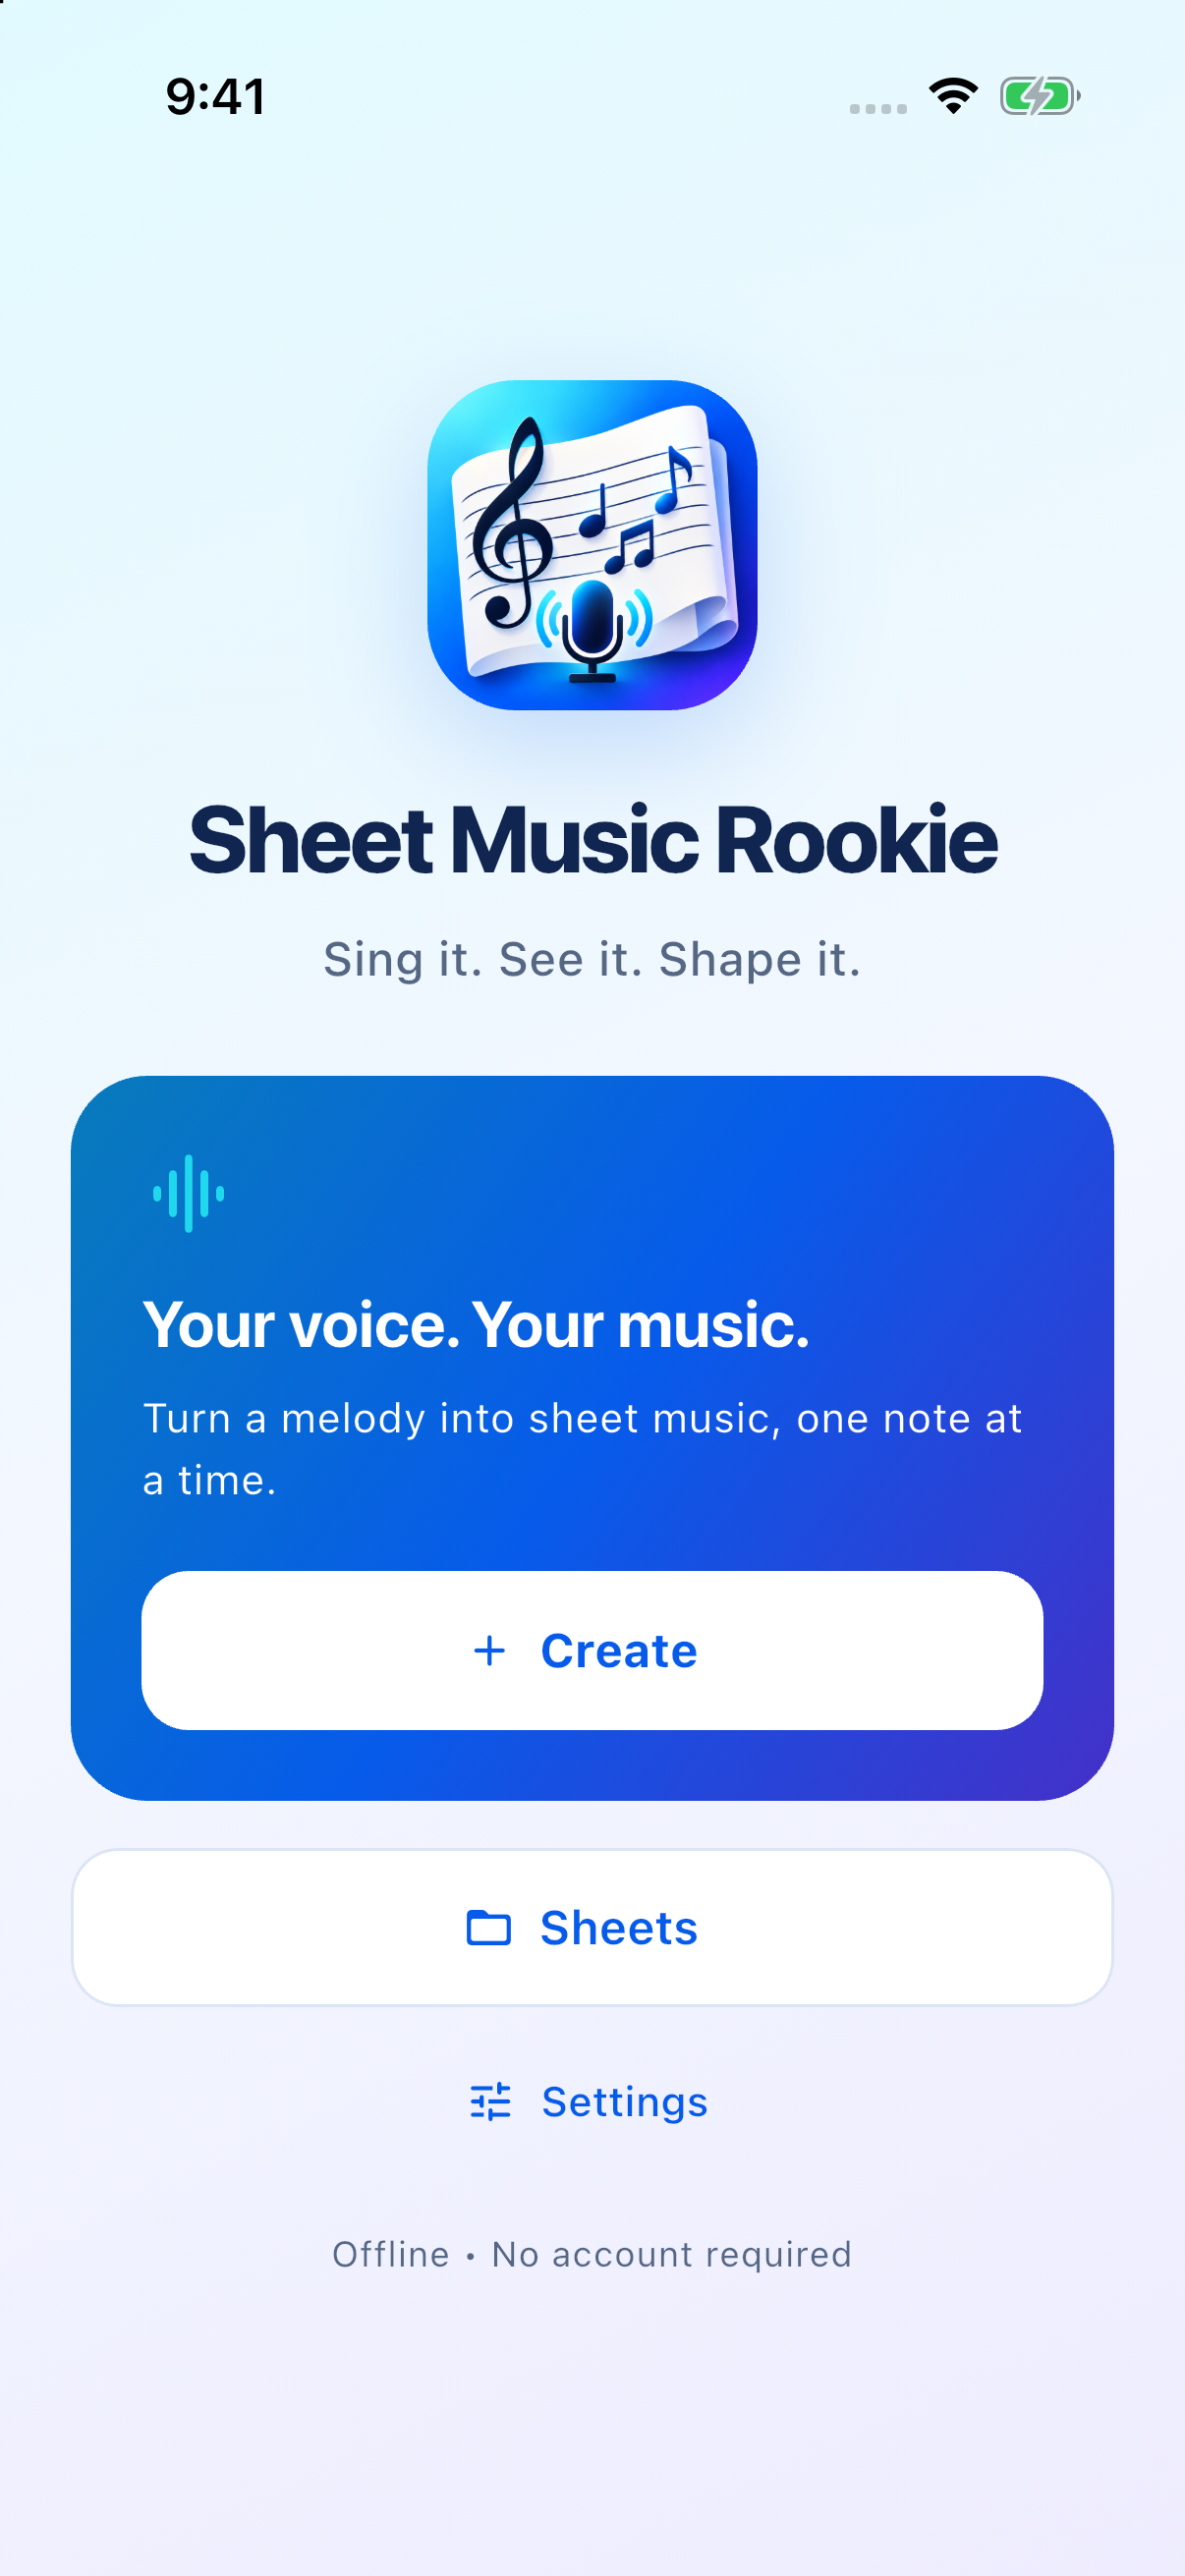 9:41
Sheet Music Rookie
Sing it. See it. Shape it.
Your voice. Your music.
Turn a melody into sheet music, one note at
a time.
Create
Sheets
Settings
Offline • No account required